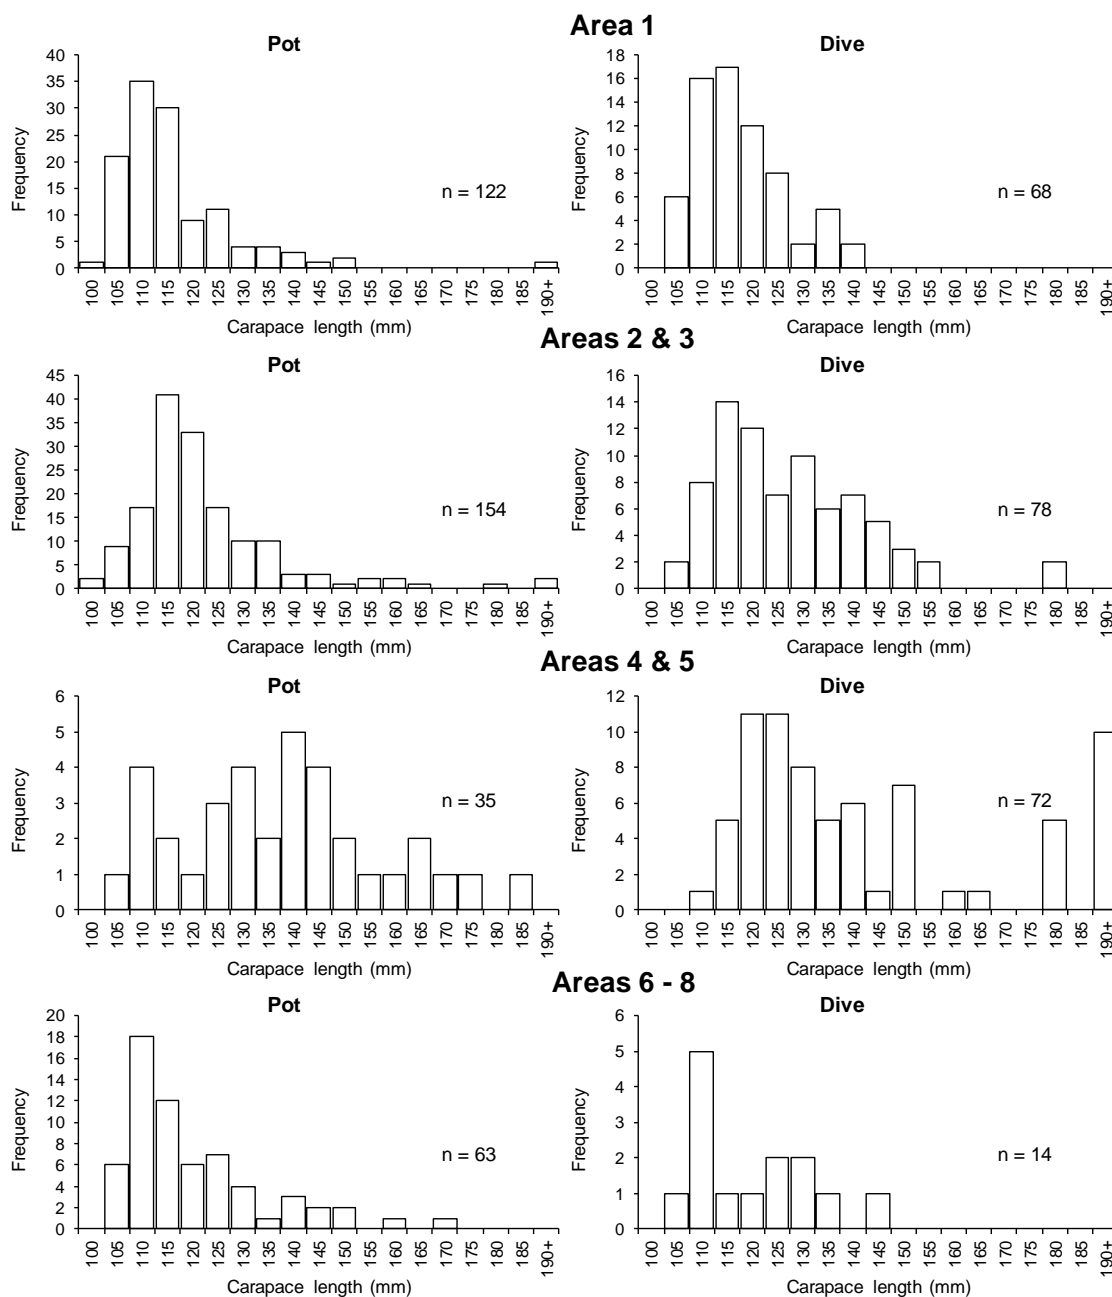 Area 1
Pot
Dive
Frequency
40
35
30
25
20
15
10
5
0
n = 122
100 105 110 115 120 125 130 135 140 145 150 155 160 165 170 175 180 185 190+
Carapace length (mm)
Frequency
18
16
14
12
10
8
6
4
2
0
n = 68
100 105 110 115 120 125 130 135 140 145 150 155 160 165 170 175 180 185 190+
Carapace length (mm)
Areas 2 & 3
Pot
Dive
Frequency
45
40
35
30
25
20
15
10
5
0
n = 154
100 105 110 115 120 125 130 135 140 145 150 155 160 165 170 175 180 185 190+
Carapace length (mm)
Frequency
16
14
12
10
8
6
4
2
0
n = 78
100 105 110 115 120 125 130 135 140 145 150 155 160 165 170 175 180 185 190+
Carapace length (mm)
Areas 4 & 5
Pot
Dive
Frequency
6
5
4
3
2
1
0
n = 35
100 105 110 115 120 125 130 135 140 145 150 155 160 165 170 175 180 185 190+
Carapace length (mm)
Frequency
12
10
8
6
4
2
0
n = 72
100 105 110 115 120 125 130 135 140 145 150 155 160 165 170 175 180 185 190+
Carapace length (mm)
Areas 6 - 8
Pot
Dive
Frequency
20
18
16
14
12
10
8
6
4
2
0
n = 63
100 105 110 115 120 125 130 135 140 145 150 155 160 165 170 175 180 185 190+
Carapace length (mm)
Frequency
6
5
4
3
2
1
0
n = 14
100 105 110 115 120 125 130 135 140 145 150 155 160 165 170 175 180 185 190+
Carapace length (mm)